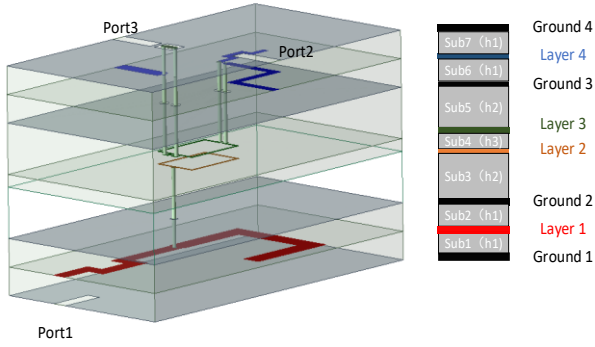 Port3
Port2
Port1
Ground 4
Sub7（h1）
Layer 4
Sub6（h1）
Ground 3
Sub5（h2）
Layer 3
Sub4（h3）
Layer 2
Sub3（h2）
Ground 2
Sub2（h1）
Layer 1
Sub1（h1）
Ground 1